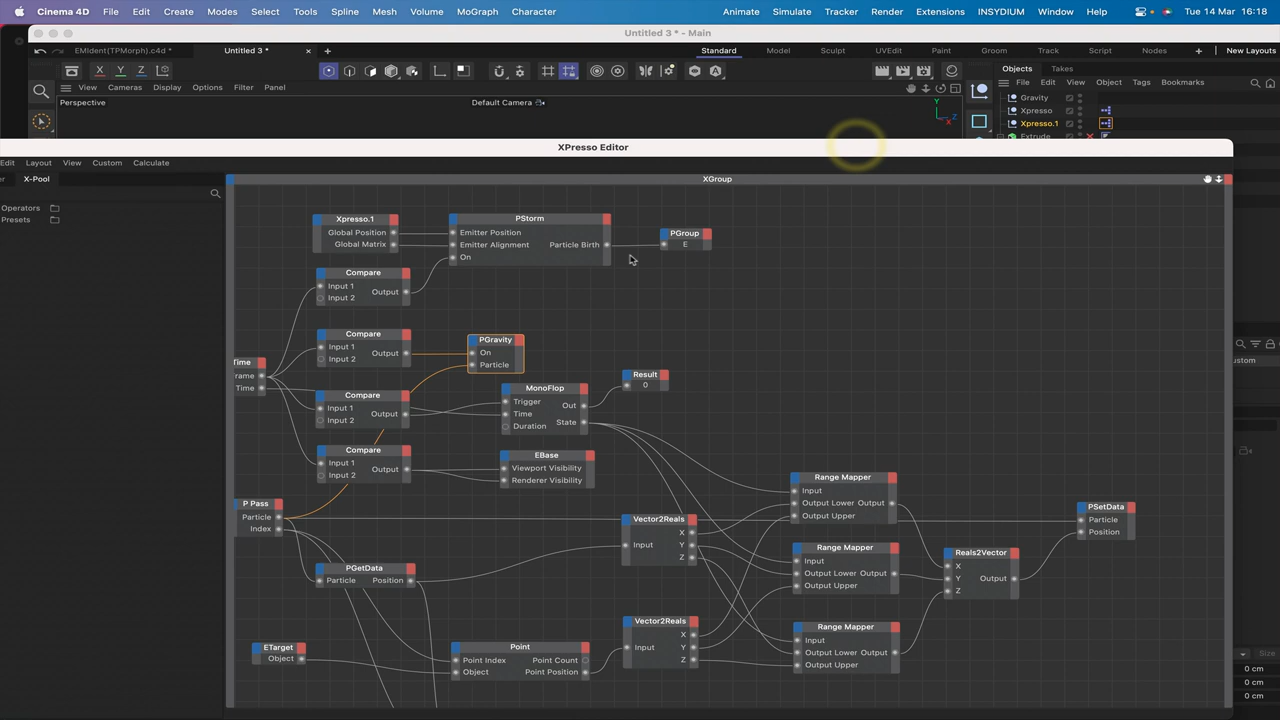 Cinema 4D File Edit Create Modes Select Tools Spline Mesh Volume MoGraph Character Animate Simulate Tracker Render Extensions INSYDIUM Window Help Tue 14 Mar 16:18
Untitled 3 * - Main
EMIdent(TPMorph).c4d * Untitled 3 * × + Standard Model Sculpt UVEdit Paint Groom Track Script Nodes + New Layouts
X Y Z
Objects Takes
View Cameras Display Options Filter Panel
File Edit View Object Tags Bookmarks
Perspective Default Camera
Y
X Z
Gravity
Xpresso
Xpresso.1
Extrude
XPresso Editor
Edit Layout View Custom Calculate
X-Pool
XGroup
Operators
Presets
Xpresso.1
Global Position
Global Matrix
PStorm
Emitter Position
Emitter Alignment Particle Birth
On
PGroup
E
Compare
Input 1
Input 2
Output
Compare
Input 1
Input 2
Output
PGravity
On
Particle
Time
Time
Compare
Input 1
Input 2
Output
MonoFlop
Trigger
Time
Duration
Out
State
Result
0
Compare
Input 1
Input 2
Output
EBase
Viewport Visibility
Renderer Visibility
P Pass
Particle
Index
Vector2Reals
Input
X
Y
Z
Range Mapper
Input
Output Lower Output
Output Upper
PSetData
Particle
Position
PGetData
Particle Position
Range Mapper
Input
Output Lower Output
Output Upper
Reals2Vector
X
Y
Z
Output
ETarget
Object
Point
Point Index Point Count
Object Point Position
Vector2Reals
Input
X
Y
Z
Range Mapper
Input
Output Lower Output
Output Upper
Size
0 cm
0 cm
0 cm